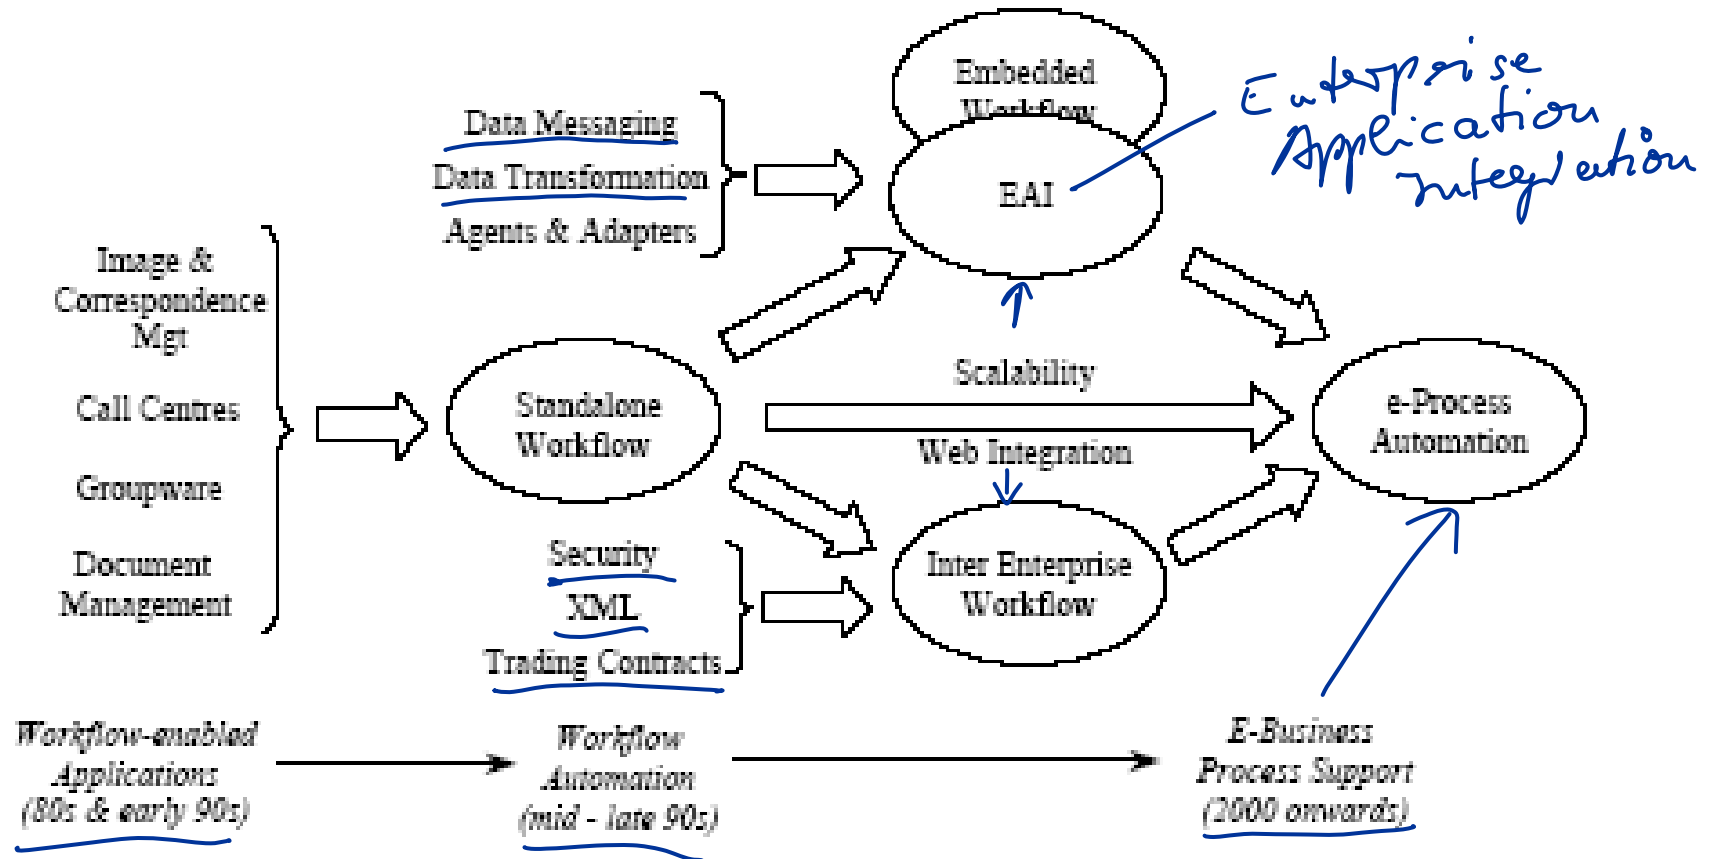 Embedded
Workflow
EAI
Enterprise
Application
Integration
Data Messaging
Data Transformation
Agents & Adapters
Image &
Correspondence
Mgt
Call Centres
Groupware
Document
Management
Standalone
Workflow
Scalability
Web Integration
e-Process
Automation
Security
XML
Trading Contracts
Inter Enterprise
Workflow
Workflow-enabled
Applications
(80s & early 90s)
Workflow
Automation
(mid - late 90s)
E-Business
Process Support
(2000 onwards)